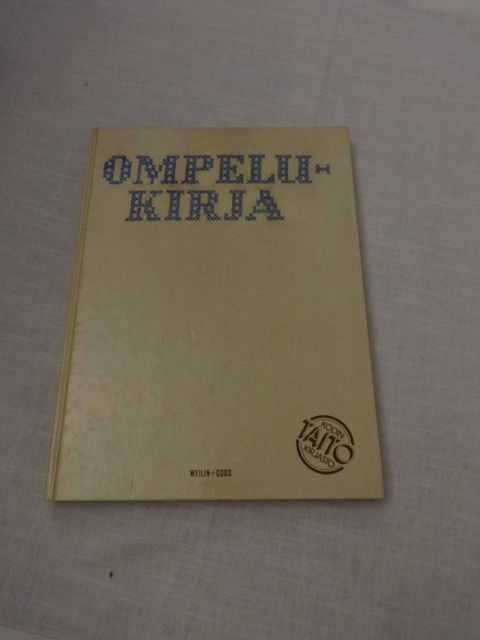 OMPELU-
KIRJA
KODIN
TAITO
KIRJASTO
WEILIN+GÖÖS